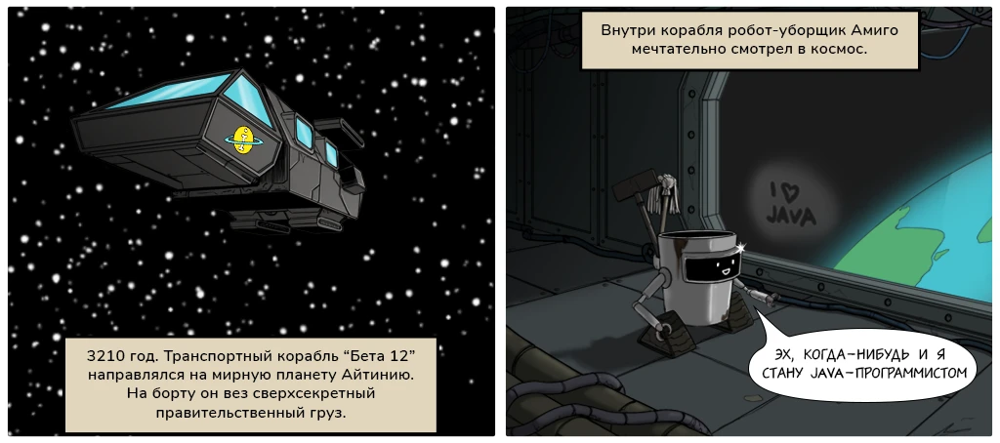 3210 год. Транспортный корабль “Бета 12”
направлялся на мирную планету Айтинию.
На борту он вез сверхсекретный
правительственный груз.
Внутри корабля робот-уборщик Амиго
мечтательно смотрел в космос.
I ♡
JAVA
ЭХ, КОГДА-НИБУДЬ И Я
СТАНУ JAVA-ПРОГРАММИСТОМ